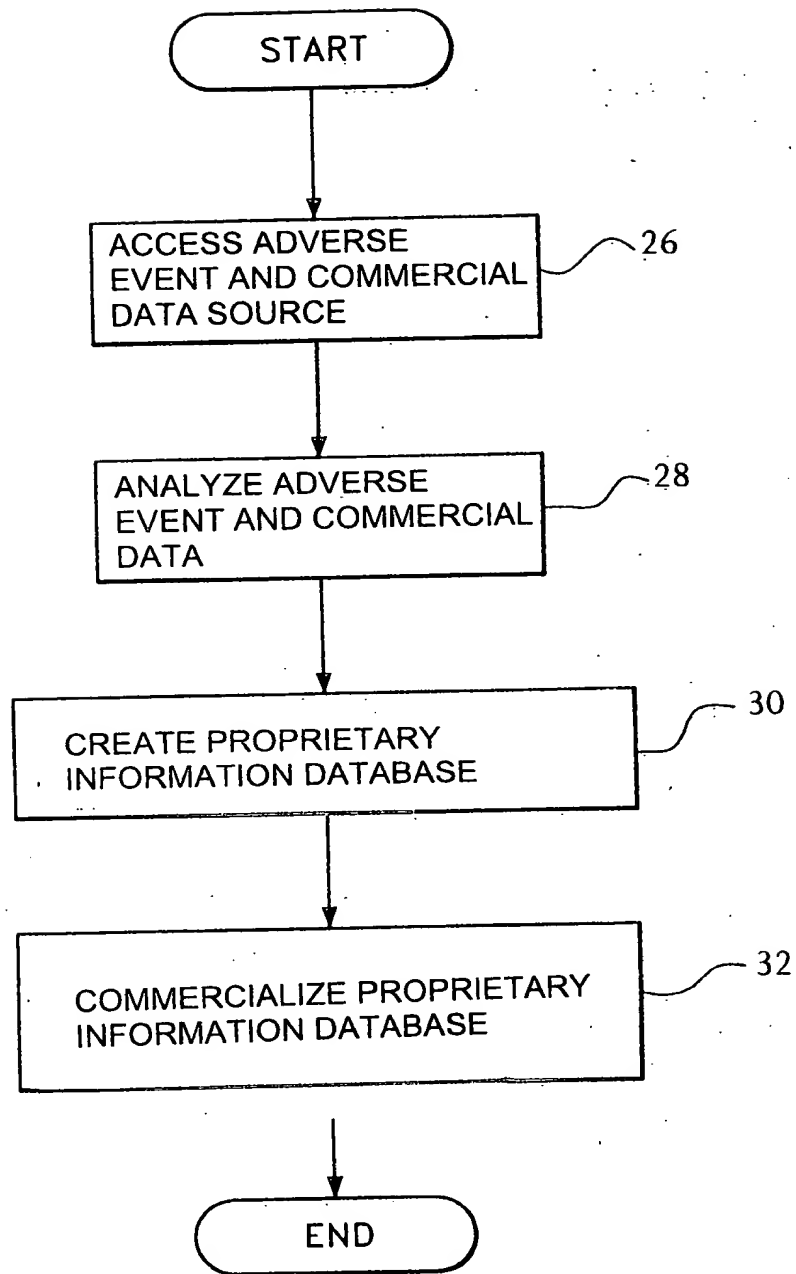 START
ACCESS ADVERSE
EVENT AND COMMERCIAL
DATA SOURCE
26
ANALYZE ADVERSE
EVENT AND COMMERCIAL
DATA
28
CREATE PROPRIETARY
INFORMATION DATABASE
30
COMMERCIALIZE PROPRIETARY
INFORMATION DATABASE
32
END